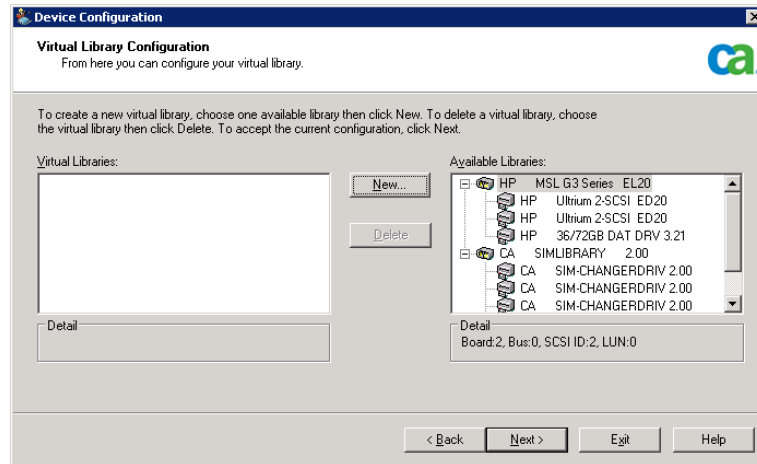 Device Configuration
Virtual Library Configuration
From here you can configure your virtual library.
ca
To create a new virtual library, choose one available library then click New. To delete a virtual library, choose
the virtual library then click Delete. To accept the current configuration, click Next.
Virtual Libraries:
Available Libraries:
New...
Delete
HP MSL G3 Series EL20
HP Ultrium 2-SCSI ED20
HP Ultrium 2-SCSI ED20
HP 36/72GB DAT DRV 3.21
CA SIMLIBRARY 2.00
CA SIM-CHANGERDRIV 2.00
CA SIM-CHANGERDRIV 2.00
CA SIM-CHANGERDRIV 2.00
Detail
Detail
Board:2, Bus:0, SCSI ID:2, LUN:0
< Back
Next >
Exit
Help